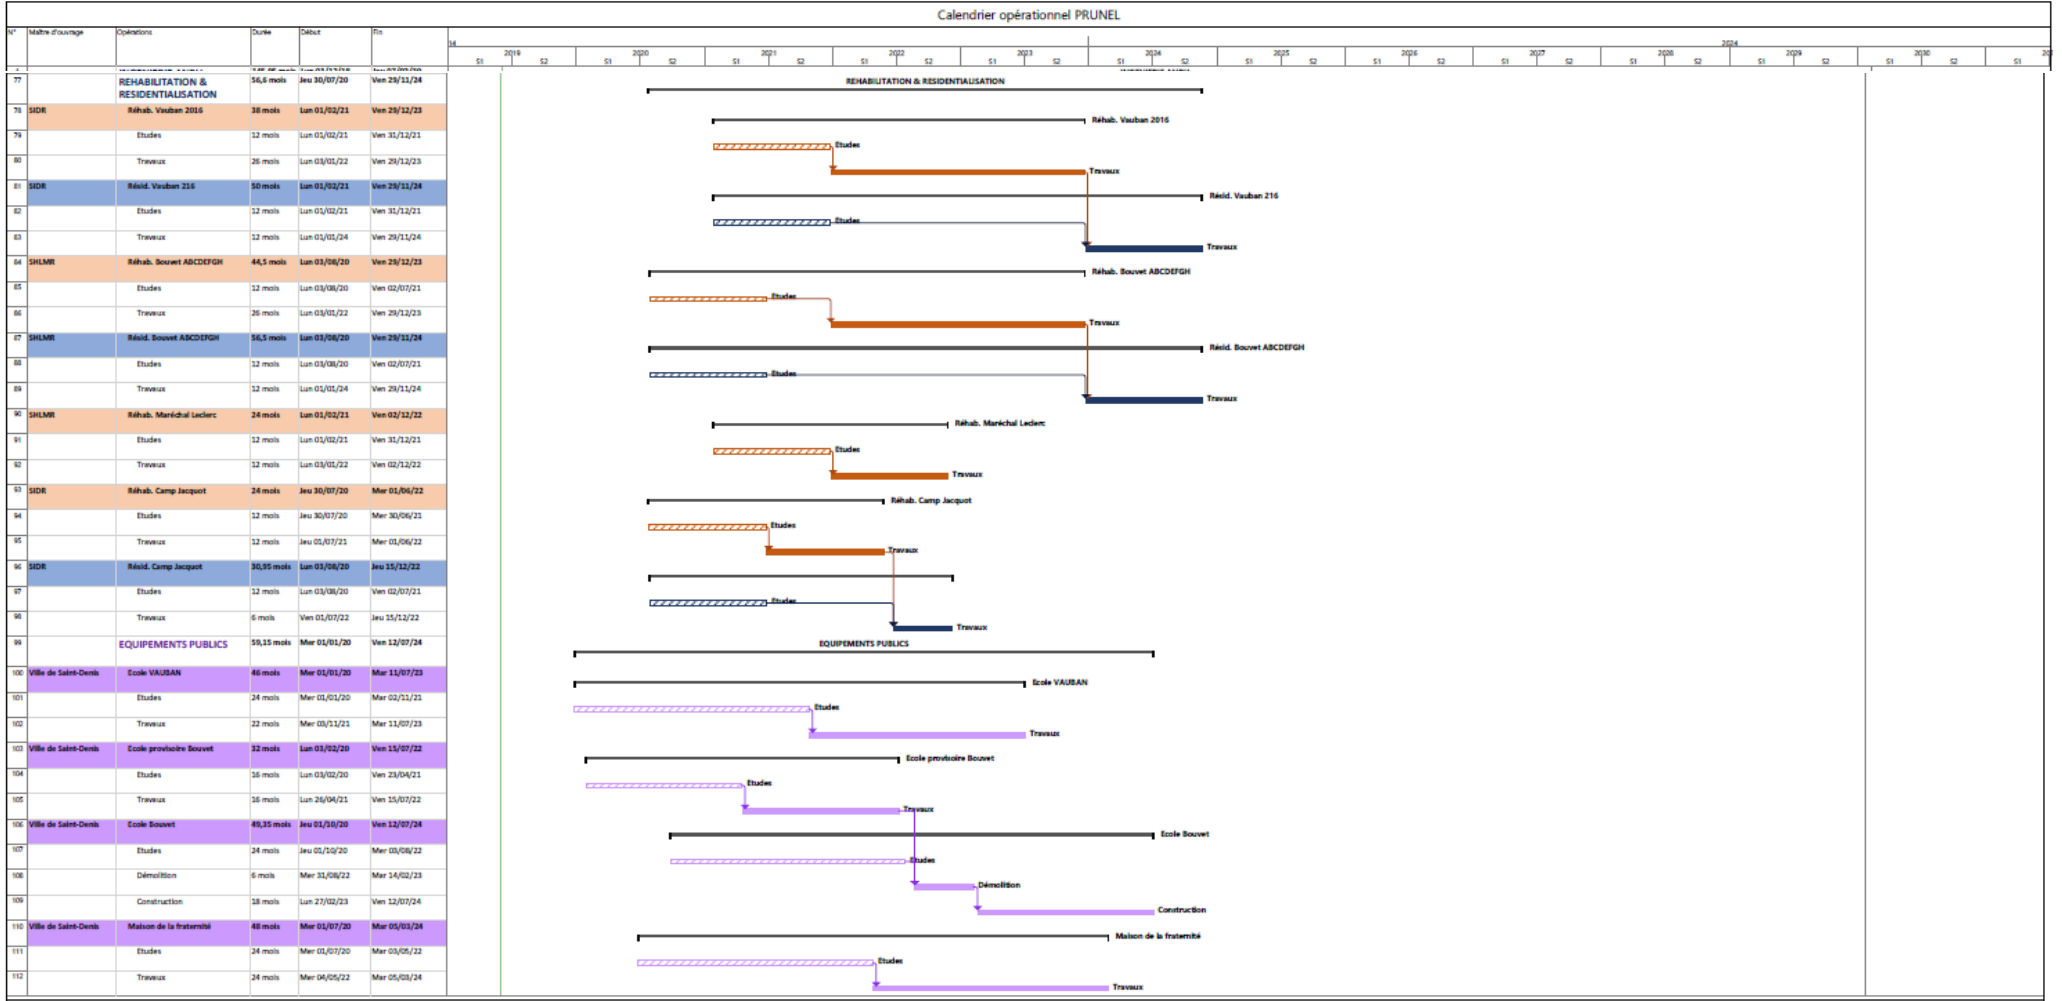 Calendrier opérationnel PRUNEL
N° Maître d'ouvrage Opérations Durée Début Fin
2024
2019 2020 2021 2022 2023 2024 2025 2026 2027 2028 2029 2030
S1 S2 S1 S2 S1 S2 S1 S2 S1 S2 S1 S2 S1 S2 S1 S2 S1 S2 S1 S2 S1 S2 S1 S2 S1
77 REHABILITATION & 56,6 mois Jeu 30/07/20 Ven 29/11/24 REHABILITATION & RESIDENTIALISATION
RESIDENTIALISATION
78 SIDR Réhab. Vauban 2016 38 mois Lun 01/02/21 Ven 29/12/23 Réhab. Vauban 2016
79 Etudes 12 mois Lun 01/02/21 Ven 31/12/21 Etudes
80 Travaux 26 mois Lun 03/01/22 Ven 29/12/23 Travaux
81 SIDR Résid. Vauban 216 50 mois Lun 01/02/21 Ven 29/11/24 Résid. Vauban 216
82 Etudes 12 mois Lun 01/02/21 Ven 31/12/21 Etudes
83 Travaux 12 mois Lun 01/01/24 Ven 29/11/24 Travaux
84 SHLMR Réhab. Bouvet ABCDEFGH 44,5 mois Lun 03/08/20 Ven 29/12/23 Réhab. Bouvet ABCDEFGH
85 Etudes 12 mois Lun 03/08/20 Ven 02/07/21 Etudes
86 Travaux 26 mois Lun 03/01/22 Ven 29/12/23 Travaux
87 SHLMR Résid. Bouvet ABCDEFGH 56,5 mois Lun 03/08/20 Ven 29/11/24 Résid. Bouvet ABCDEFGH
88 Etudes 12 mois Lun 03/08/20 Ven 02/07/21 Etudes
89 Travaux 12 mois Lun 01/01/24 Ven 29/11/24 Travaux
90 SHLMR Réhab. Maréchal Leclerc 24 mois Lun 01/02/21 Ven 02/12/22 Réhab. Maréchal Leclerc
91 Etudes 12 mois Lun 01/02/21 Ven 31/12/21 Etudes
92 Travaux 12 mois Lun 03/01/22 Ven 02/12/22 Travaux
93 SIDR Réhab. Camp Jacquot 24 mois Jeu 30/07/20 Mer 01/06/22 Réhab. Camp Jacquot
94 Etudes 12 mois Jeu 30/07/20 Mer 30/06/21 Etudes
95 Travaux 12 mois Jeu 01/07/21 Mer 01/06/22 Travaux
96 SIDR Résid. Camp Jacquot 30,95 mois Lun 03/08/20 Jeu 15/12/22
97 Etudes 12 mois Lun 03/08/20 Ven 02/07/21 Etudes
98 Travaux 6 mois Ven 01/07/22 Jeu 15/12/22 Travaux
99 EQUIPEMENTS PUBLICS 59,15 mois Mer 01/01/20 Ven 12/07/24 EQUIPEMENTS PUBLICS
100 Ville de Saint-Denis Ecole VAUBAN 46 mois Mer 01/01/20 Mar 11/07/23 Ecole VAUBAN
101 Etudes 24 mois Mer 01/01/20 Mar 02/11/21 Etudes
102 Travaux 22 mois Mer 03/11/21 Mar 11/07/23 Travaux
103 Ville de Saint-Denis Ecole provisoire Bouvet 32 mois Lun 03/02/20 Ven 15/07/22 Ecole provisoire Bouvet
104 Etudes 16 mois Lun 03/02/20 Ven 23/04/21 Etudes
105 Travaux 16 mois Lun 26/04/21 Ven 15/07/22 Travaux
106 Ville de Saint-Denis Ecole Bouvet 49,35 mois Jeu 01/10/20 Ven 12/07/24 Ecole Bouvet
107 Etudes 24 mois Jeu 01/10/20 Mer 03/08/22 Etudes
108 Démolition 6 mois Mer 31/08/22 Mar 14/02/23 Démolition
109 Construction 18 mois Lun 27/02/23 Ven 12/07/24 Construction
110 Ville de Saint-Denis Maison de la fraternité 48 mois Mer 01/07/20 Mar 05/03/24 Maison de la fraternité
111 Etudes 24 mois Mer 01/07/20 Mar 03/05/22 Etudes
112 Travaux 24 mois Mer 04/05/22 Mar 05/03/24 Travaux